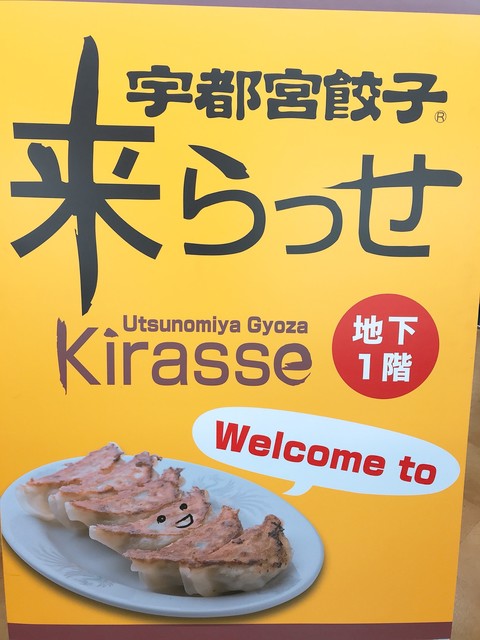 宇都宮餃子®
来らっせ
Utsunomiya Gyoza
Kirasse
地下
1階
Welcome to